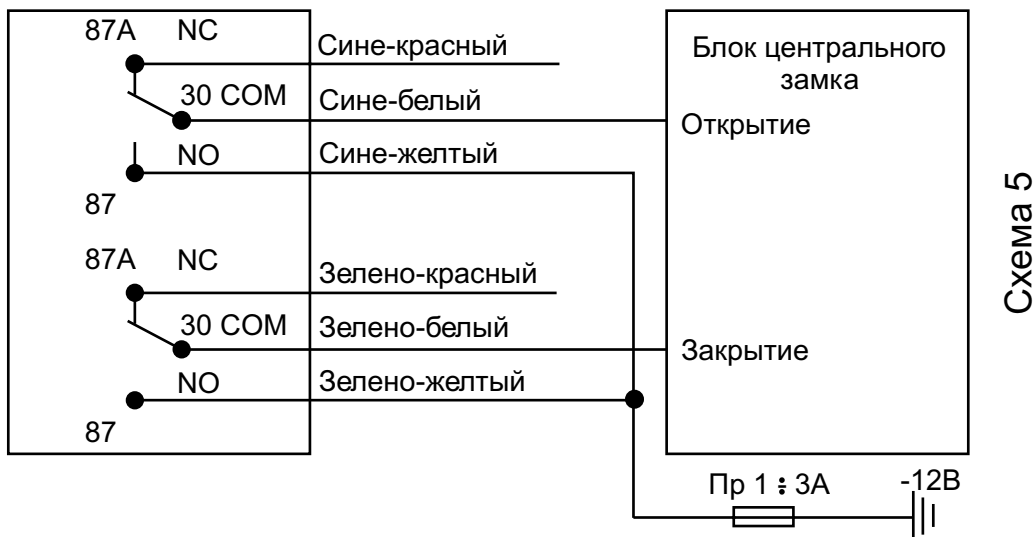 87A NC
Сине-красный
30 COM
Сине-белый
NO
Сине-желтый
87
87A NC
Зелено-красный
30 COM
Зелено-белый
NO
Зелено-желтый
87
Блок центрального
замка
Открытие
Закрытие
Пр 1 ÷ 3А
-12В
Схема 5